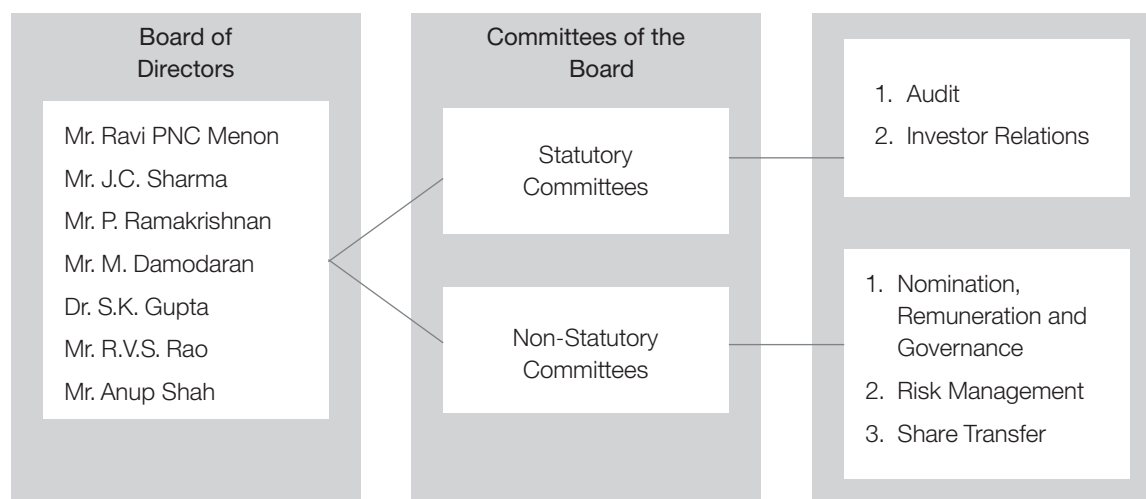 Board of
Directors
Mr. Ravi PNC Menon
Mr. J.C. Sharma
Mr. P. Ramakrishnan
Mr. M. Damodaran
Dr. S.K. Gupta
Mr. R.V.S. Rao
Mr. Anup Shah
Committees of the
Board
Statutory
Committees
Non-Statutory
Committees
1. Audit
2. Investor Relations
1. Nomination,
Remuneration and
Governance
2. Risk Management
3. Share Transfer